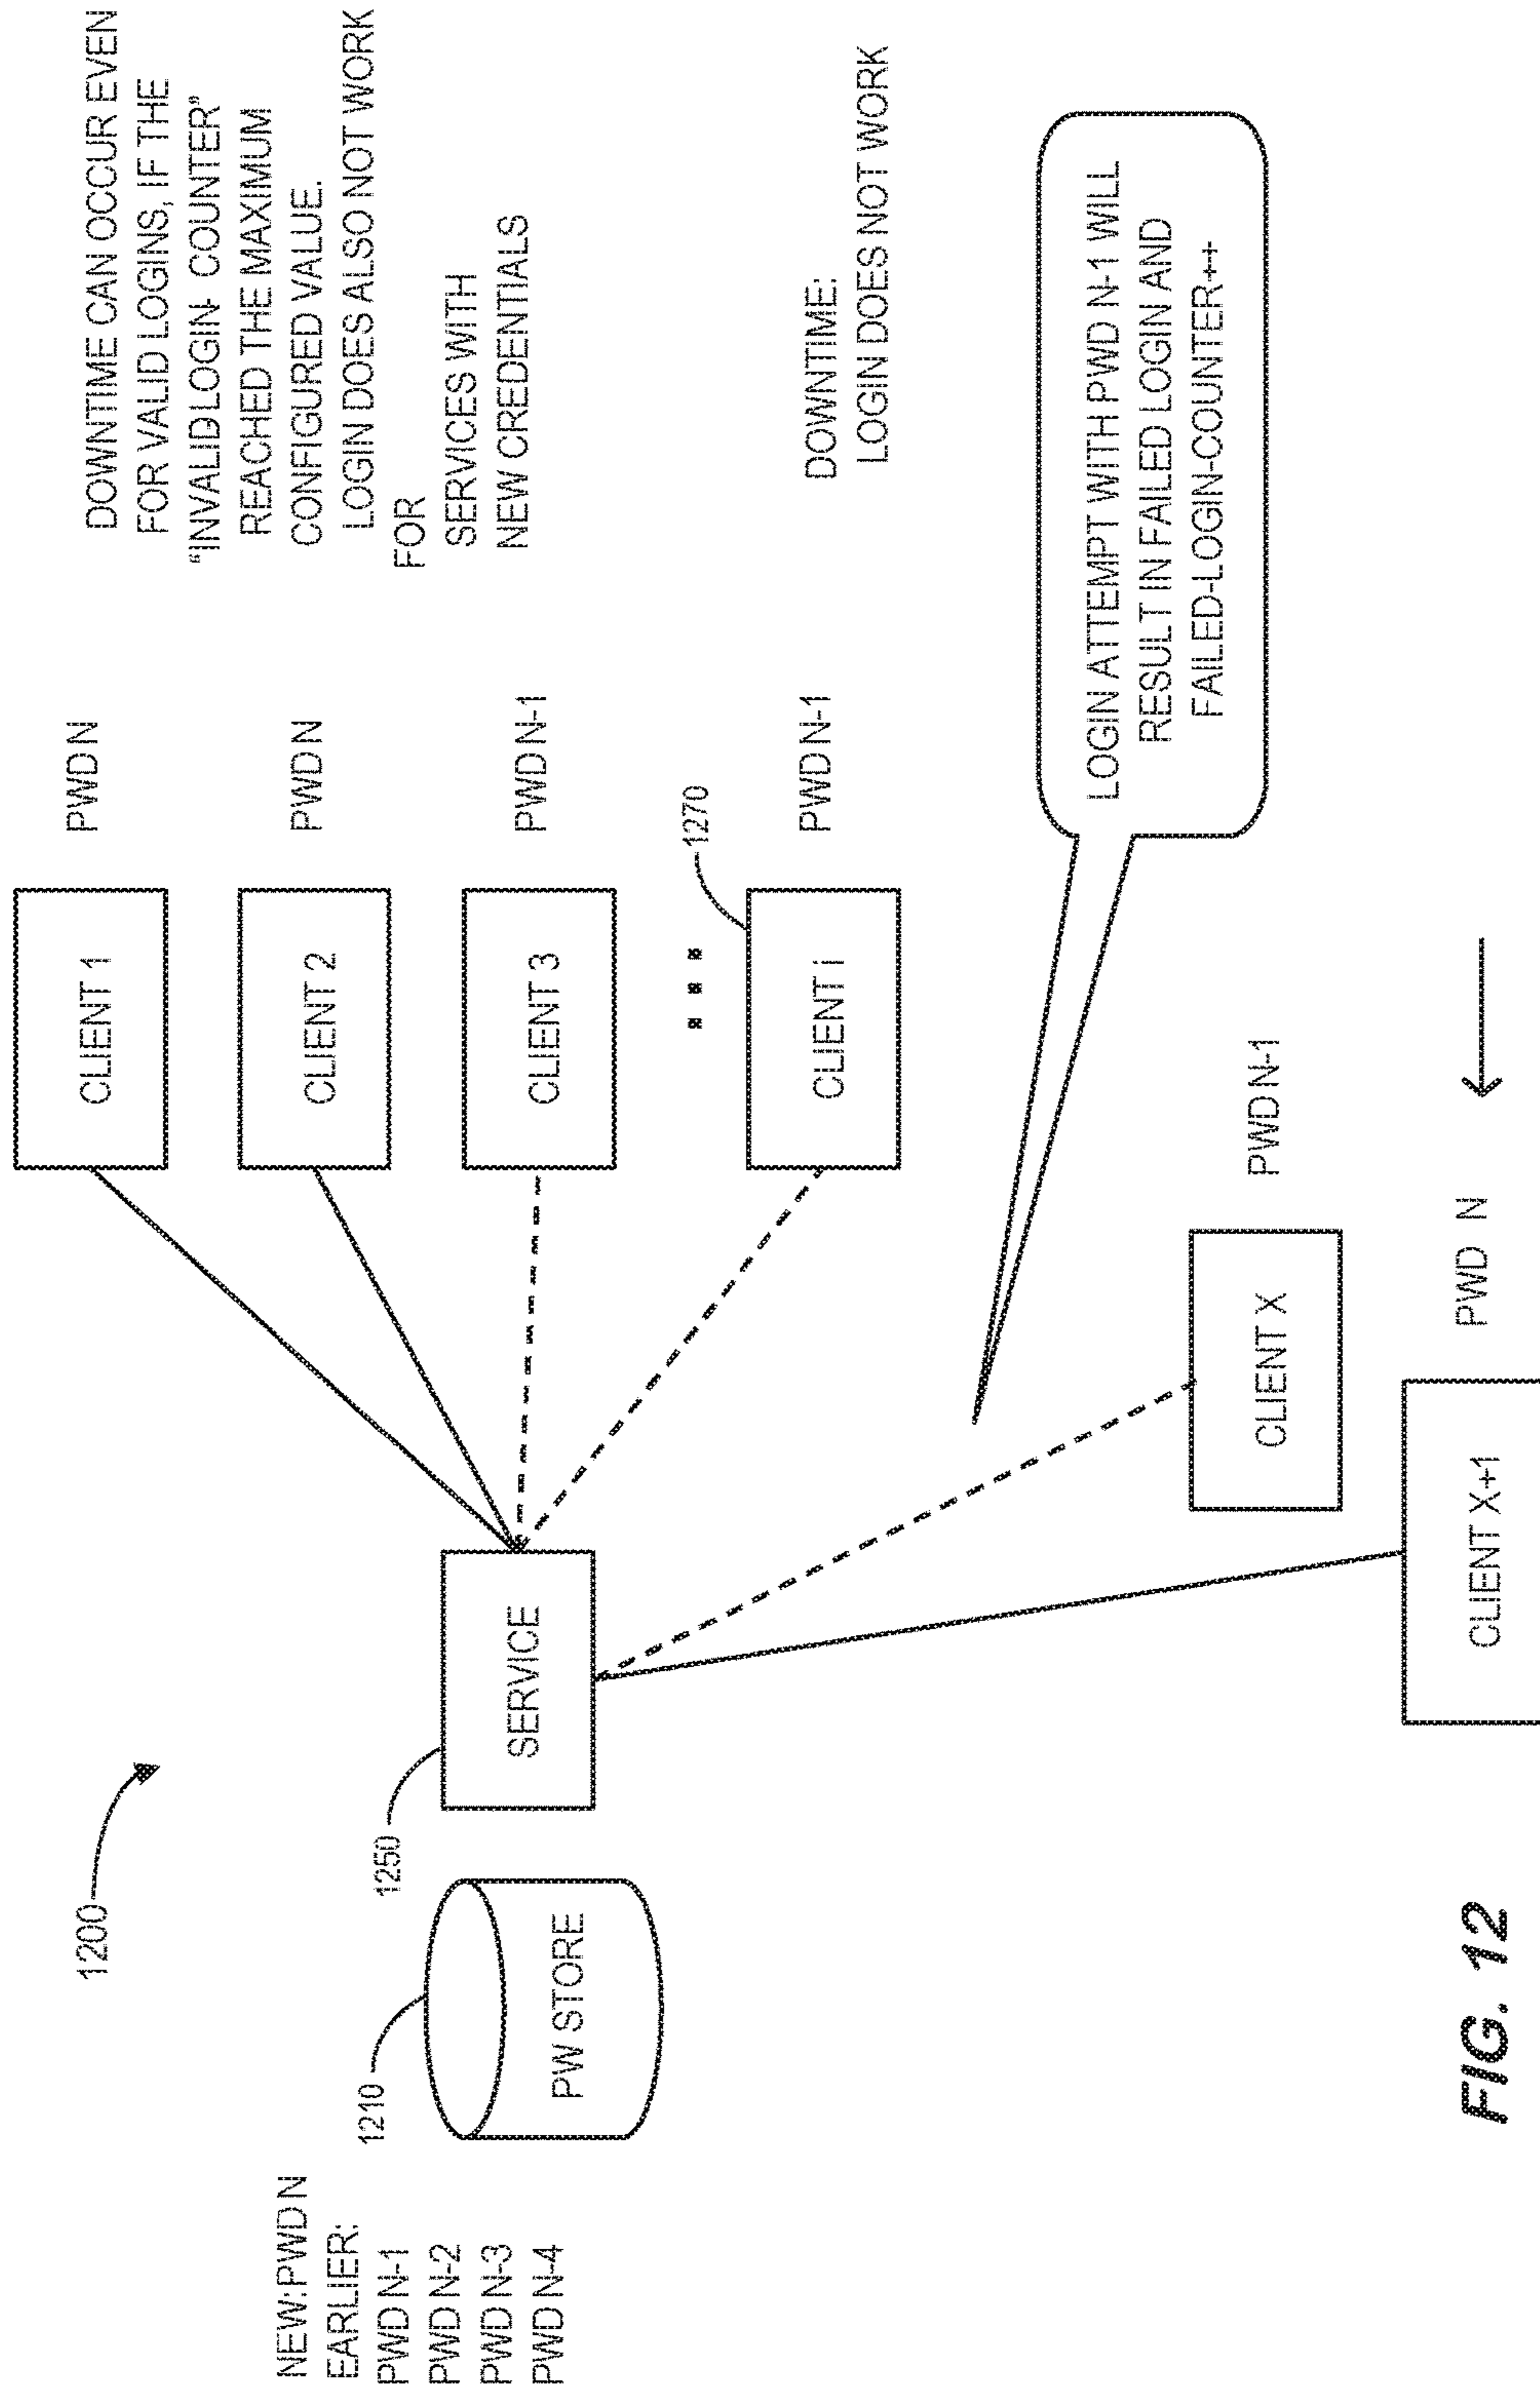 1200
NEW:PWD N
EARLIER:
PWD N-1
PWD N-2
PWD N-3
PWD N-4
1210
PW STORE
1250
SERVICE
CLIENT 1
PWD N
CLIENT 2
PWD N
CLIENT 3
PWD N-1
1270
CLIENT i
PWD N-1
DOWNTIME CAN OCCUR EVEN
FOR VALID LOGINS, IF THE
"INVALID-LOGIN- COUNTER"
REACHED THE MAXIMUM
CONFIGURED VALUE.
LOGIN DOES ALSO NOT WORK
FOR
SERVICES WITH
NEW CREDENTIALS
DOWNTIME:
LOGIN DOES NOT WORK
LOGIN ATTEMPT WITH PWD N-1 WILL
RESULT IN FAILED LOGIN AND
FAILED-LOGIN-COUNTER++
CLIENT X
PWD N-1
CLIENT X+1
PWD N
FIG. 12